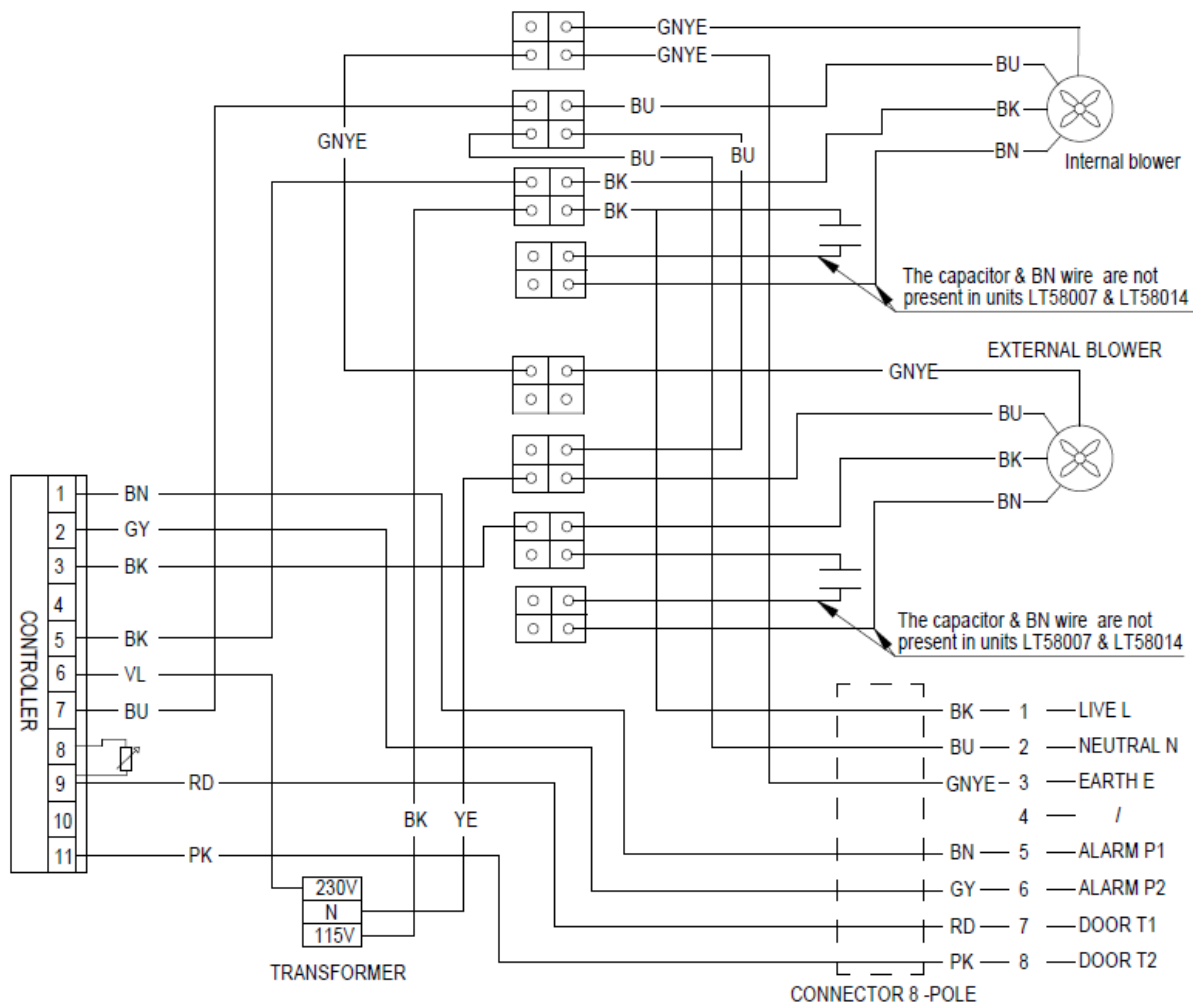 GNYE
GNYE
BU
BK
BN
Internal blower
BU
GNYE
BU
BU
BK
BK
The capacitor & BN wire are not
present in units LT58007 & LT58014
EXTERNAL BLOWER
GNYE
BU
BK
BN
The capacitor & BN wire are not
present in units LT58007 & LT58014
CONTROLLER
1 BN
2 GY
3 BK
4
5 BK
6 VL
7 BU
8
9 RD
10
11 PK
BK YE
230V
N
115V
TRANSFORMER
BK 1 LIVE L
BU 2 NEUTRAL N
GNYE 3 EARTH E
4 /
BN 5 ALARM P1
GY 6 ALARM P2
RD 7 DOOR T1
PK 8 DOOR T2
CONNECTOR 8 -POLE